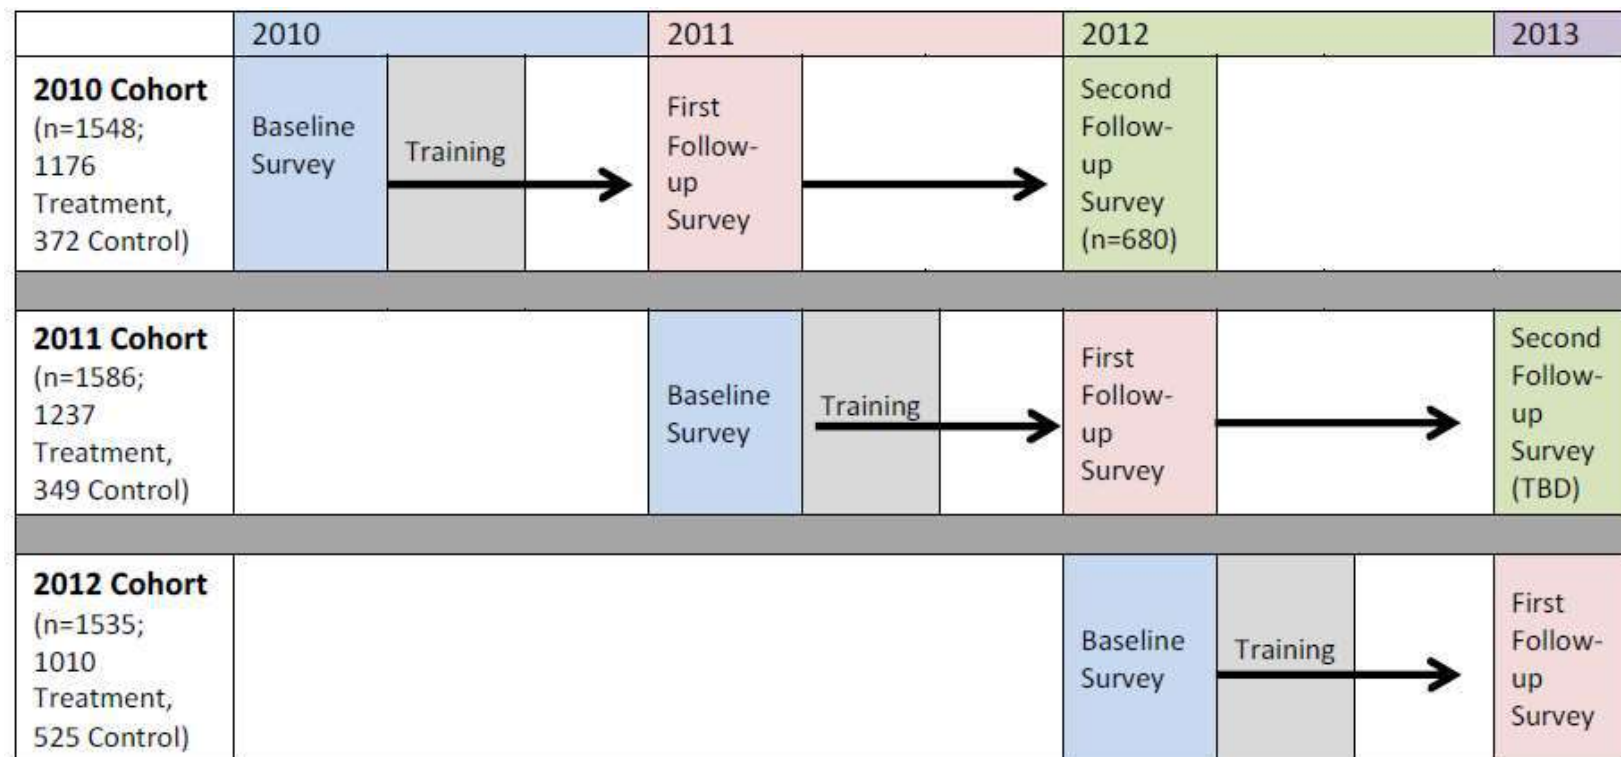 2010
2011
2012
2013
2010 Cohort
(n=1548;
1176
Treatment,
372 Control)
Baseline
Survey
Training
First
Follow-
up
Survey
Second
Follow-
up
Survey
(n=680)
2011 Cohort
(n=1586;
1237
Treatment,
349 Control)
Baseline
Survey
Training
First
Follow-
up
Survey
Second
Follow-
up
Survey
(TBD)
2012 Cohort
(n=1535;
1010
Treatment,
525 Control)
Baseline
Survey
Training
First
Follow-
up
Survey